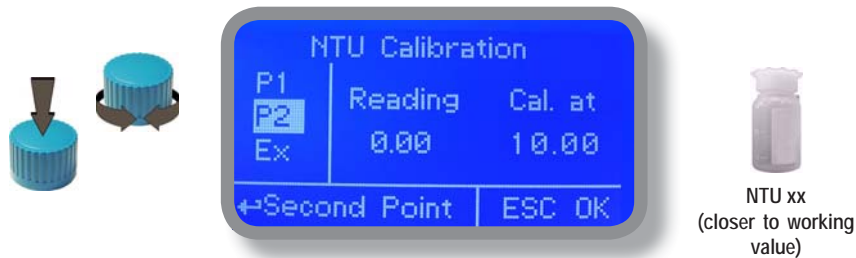 NTU Calibration
P1
P2
Ex
Reading
Cal. at
0.00
10.00
↵Second Point
ESC OK
NTU xx
(closer to working
value)